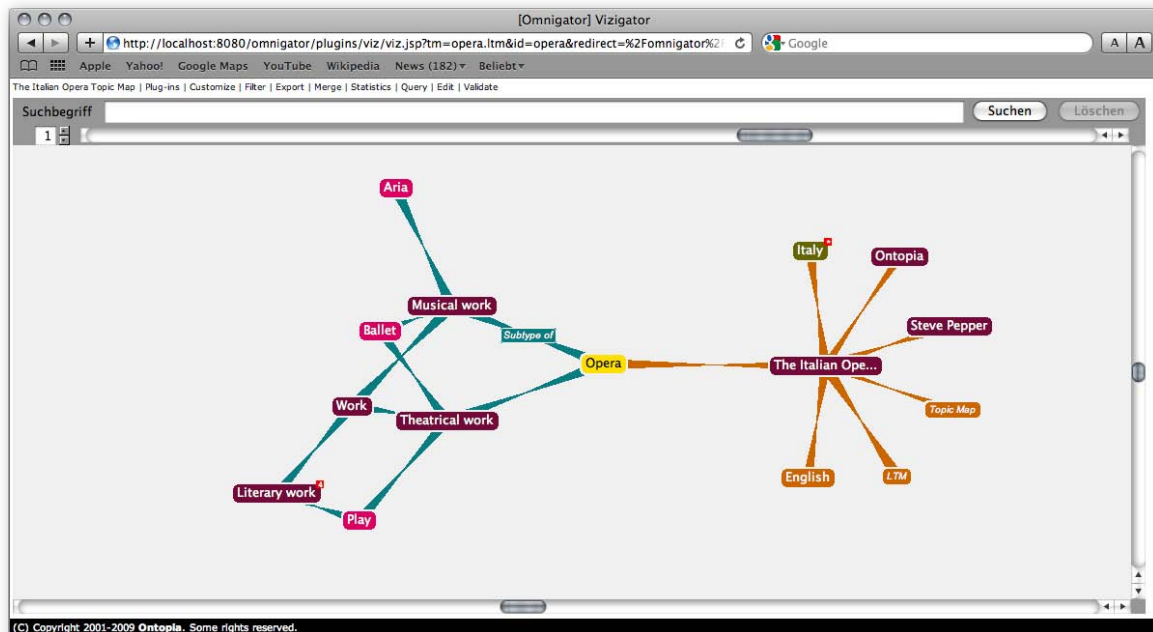 [Omnigator] Vizigator
http://localhost:8080/omnigator/plugins/viz/viz.jsp?tm=opera.ltm&id=opera&redirect=%2Fomnigator%2 Google A A
Apple Yahoo! Google Maps YouTube Wikipedia News (182) Beliebt
The Italian Opera Topic Map | Plug-ins | Customize | Filter | Export | Merge | Statistics | Query | Edit | Validate
Suchbegriff Suchen Löschen
1
Aria
Italy
Ontopia
Musical work
Steve Pepper
Ballet
Subtype of
Opera
The Italian Ope...
Work
Topic Map
Theatrical work
English
LTM
Literary work 4
Play
(C) Copyright 2001-2009 Ontopia. Some rights reserved.